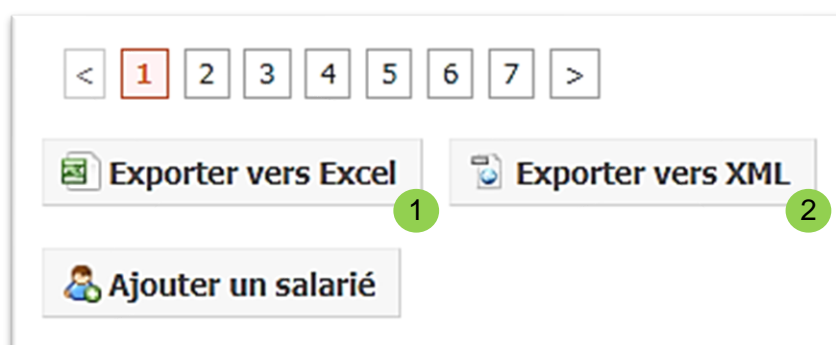 < 1 2 3 4 5 6 7 >
Exporter vers Excel 1 Exporter vers XML 2
Ajouter un salarié